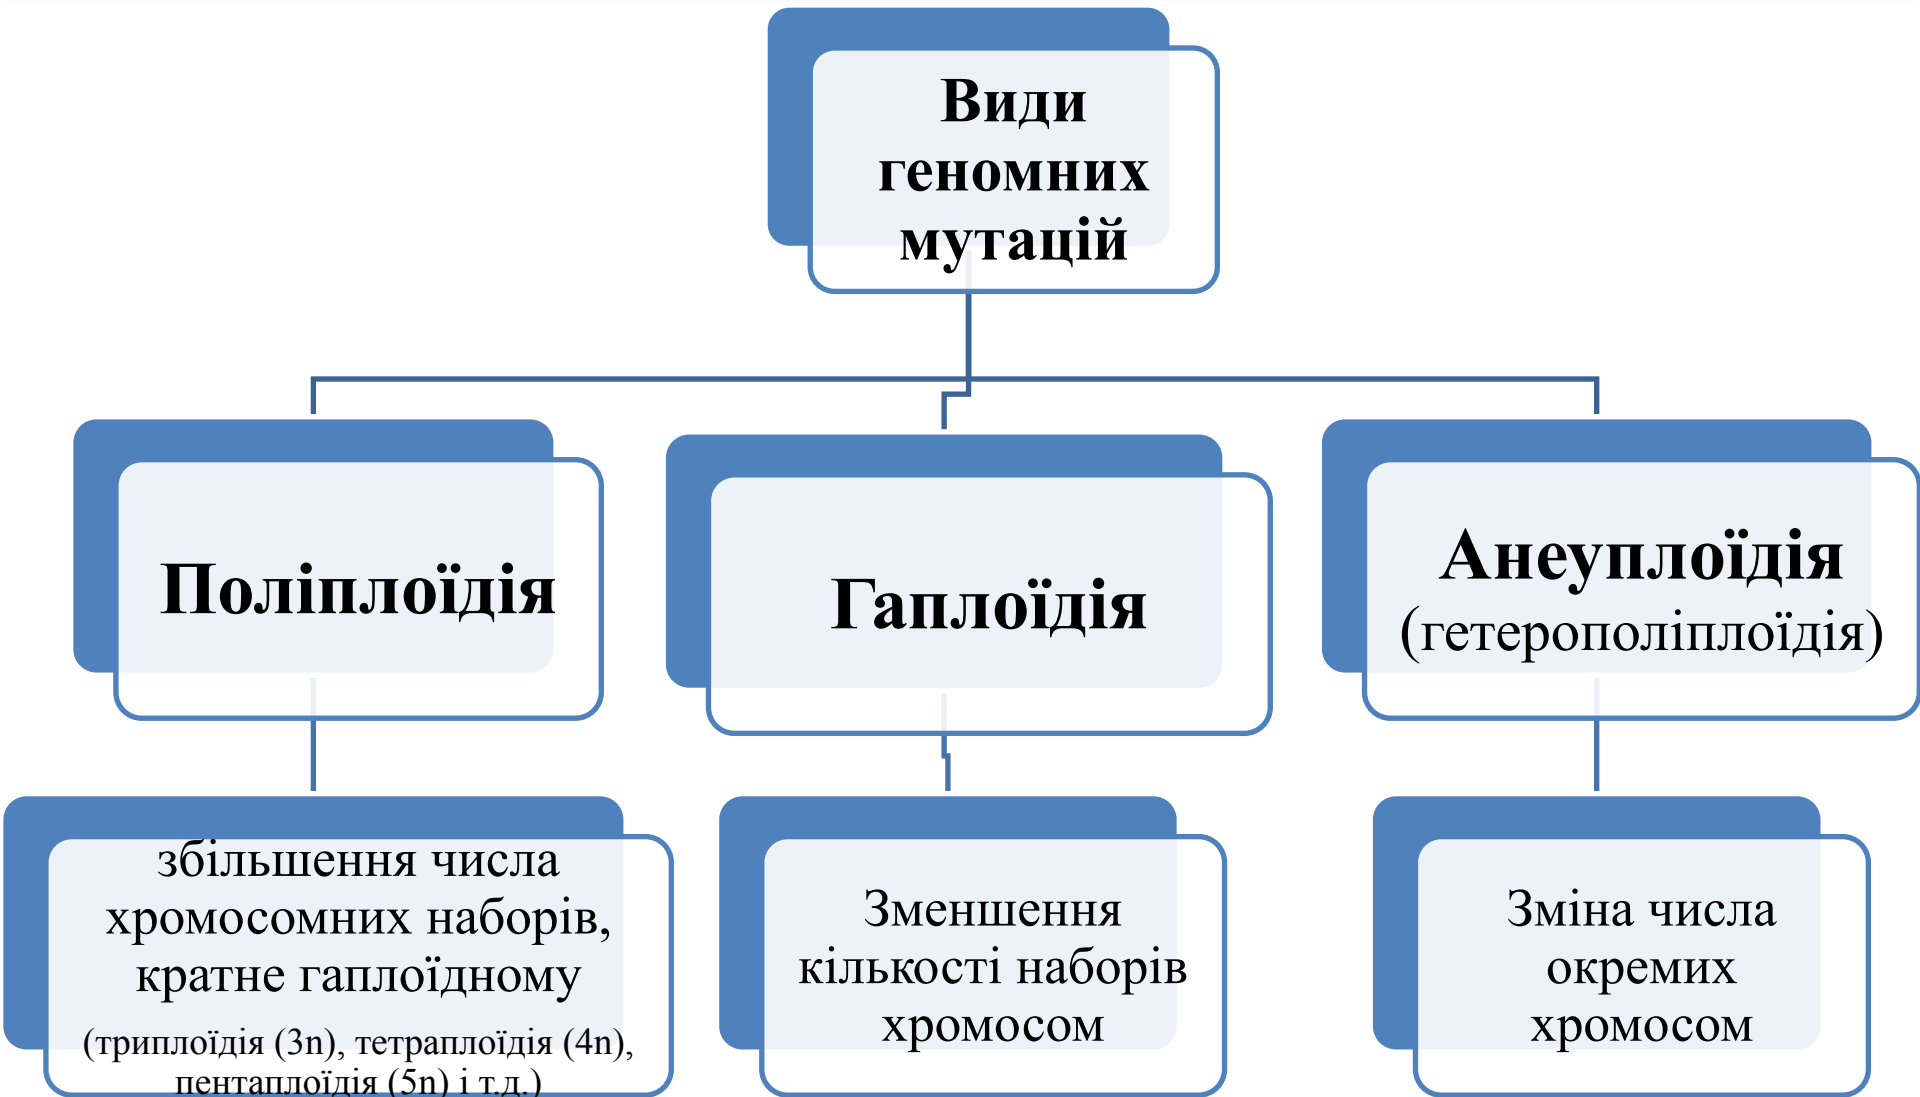 Види
геномних
мутацій
Поліплоїдія
Гаплоїдія
Анеуплоїдія
(гетерополіплоїдія)
збільшення числа
хромосомних наборів,
кратне гаплоїдному
(триплоїдія (3n), тетраплоїдія (4n),
пентаплоїдія (5n) і т.д.)
Зменшення
кількості наборів
хромосом
Зміна числа
окремих
хромосом